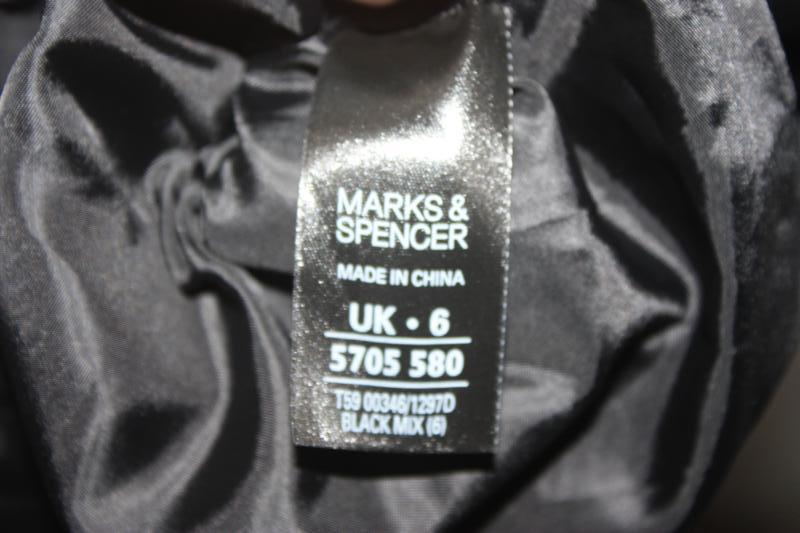 MARKS &
SPENCER
MADE IN CHINA
UK • 6
5705 580
T59 00346/1297D
BLACK MIX (6)